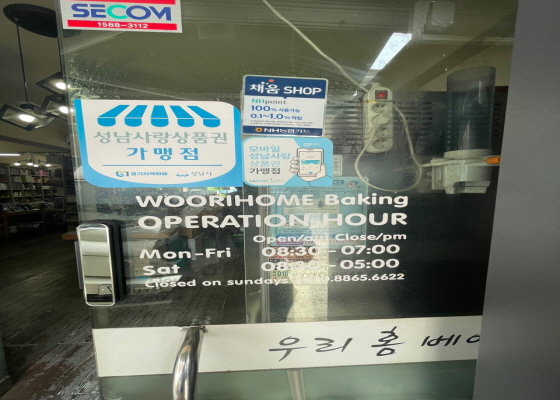 SECOM
1588-3112
채움 SHOP
NHpoint
100% 사용가능
0.1~1.0% 적립
NH농협카드
성남사랑상품권
가맹점
경기지역화폐
성남시
모바일
성남사랑
상품권
가맹점
WOORIHOME Baking
OPERATION HOUR
Open/am Close/pm
Mon-Fri 08:30 - 07:00
Sat - 05:00
Closed on sundays 8865.6622
우리 홈 베이